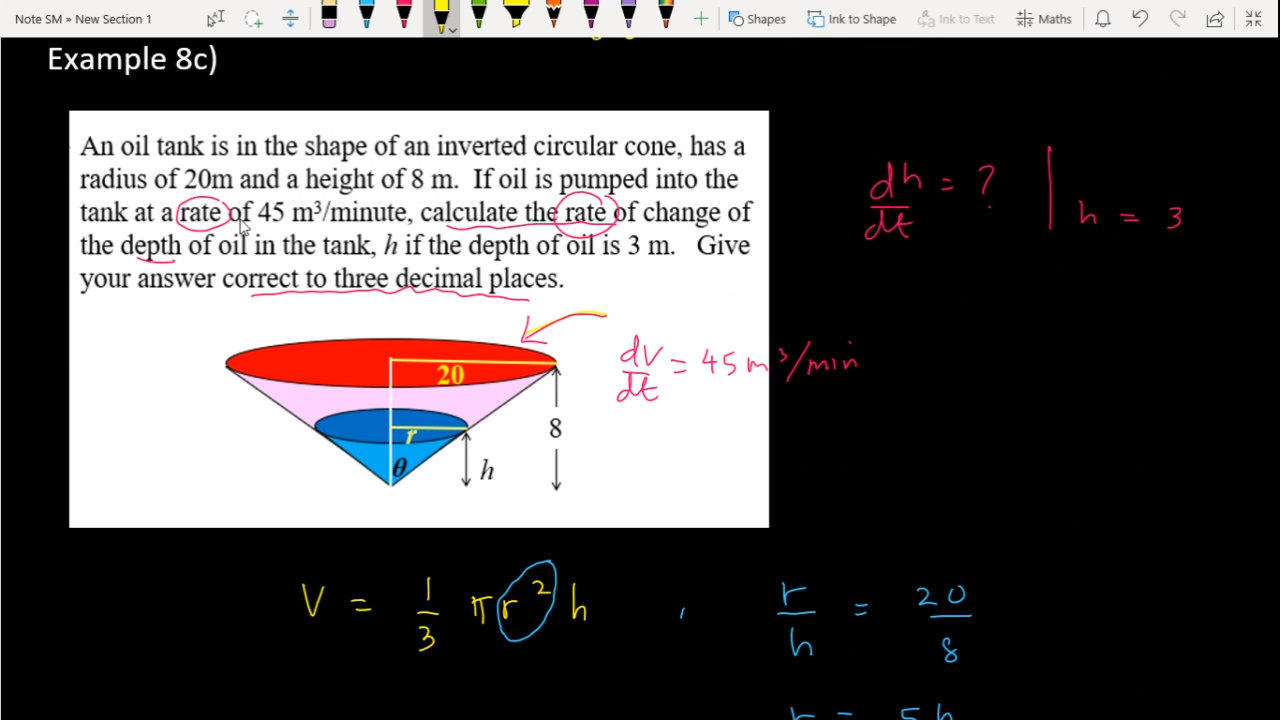 Note SM » New Section 1
Shapes
Ink to Shape
Ink to Text
Maths
Example 8c)
An oil tank is in the shape of an inverted circular cone, has a
radius of 20m and a height of 8 m. If oil is pumped into the
tank at a rate of 45 m³/minute, calculate the rate of change of
the depth of oil in the tank, h if the depth of oil is 3 m. Give
your answer correct to three decimal places.
dh/dt = ? | h = 3
20
r
θ
h
8
dV/dt = 45 m³/min
V = 1/3 π r² h , r/h = 20/8